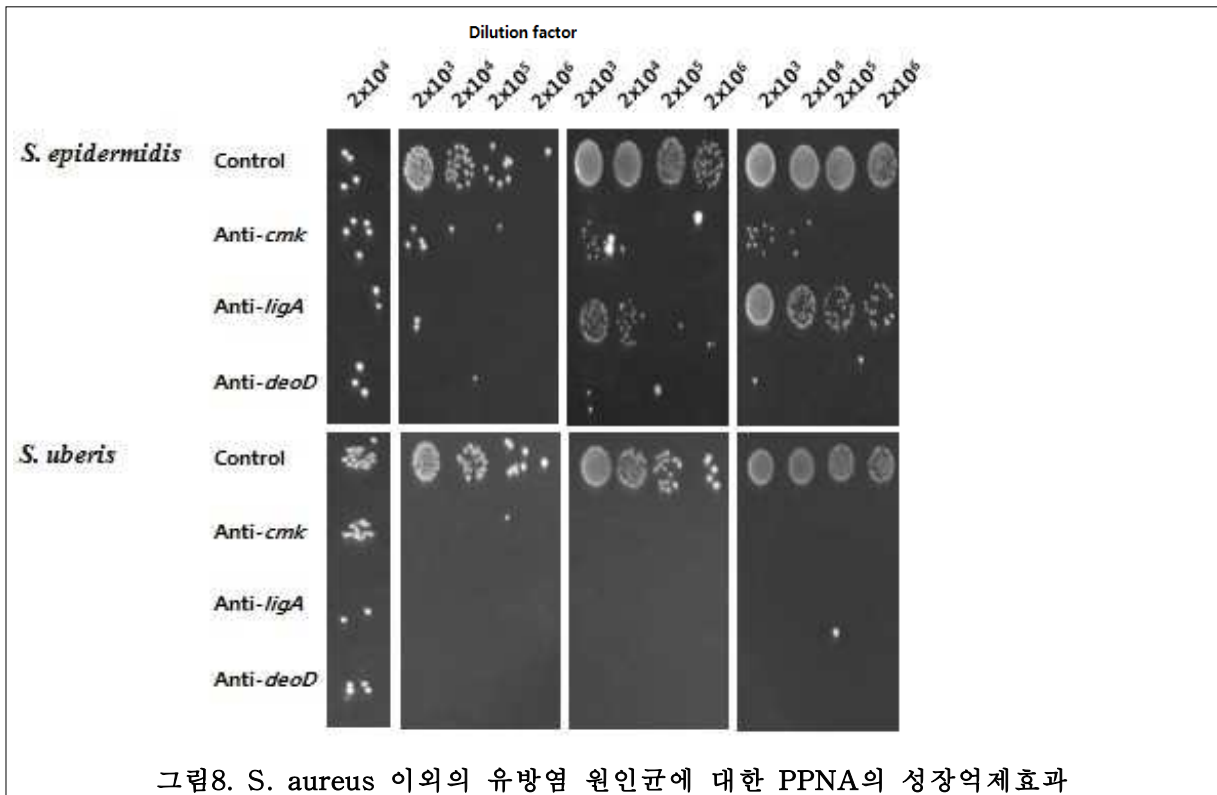 Dilution factor
2x10⁴ 2x10³ 2x10⁴ 2x10⁵ 2x10⁶ 2x10³ 2x10⁴ 2x10⁵ 2x10⁶ 2x10³ 2x10⁴ 2x10⁵ 2x10⁶
S. epidermidis Control
Anti-cmk
Anti-ligA
Anti-deoD
S. uberis Control
Anti-cmk
Anti-ligA
Anti-deoD
그림8. S. aureus 이외의 유방염 원인균에 대한 PPNA의 성장억제효과